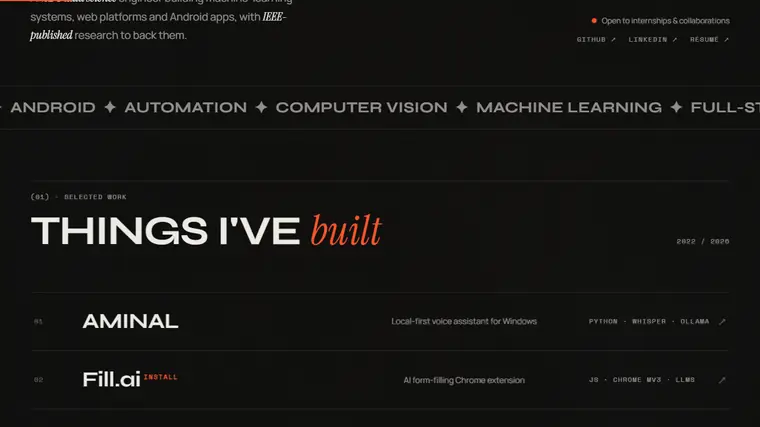 engineer building machine-learning
systems, web platforms and Android apps, with IEEE-
published research to back them.
Open to internships & collaborations
GITHUB ↗ LINKEDIN ↗ RÉSUMÉ ↗
ANDROID ✦ AUTOMATION ✦ COMPUTER VISION ✦ MACHINE LEARNING ✦ FULL-ST
(01) · SELECTED WORK
THINGS I'VE built
2022 / 2026
01 AMINAL Local-first voice assistant for Windows PYTHON · WHISPER · OLLAMA ↗
02 Fill.ai INSTALL AI form-filling Chrome extension JS · CHROME MV3 · LLMS ↗